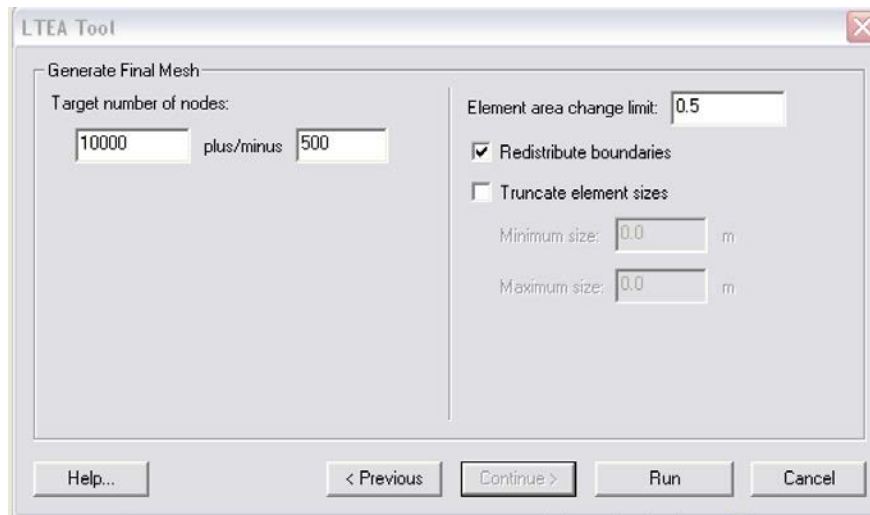 LTEA Tool
Generate Final Mesh
Target number of nodes:
10000 plus/minus 500
Element area change limit: 0.5
Redistribute boundaries
Truncate element sizes
Minimum size: 0.0 m
Maximum size: 0.0 m
Help... < Previous Continue > Run Cancel